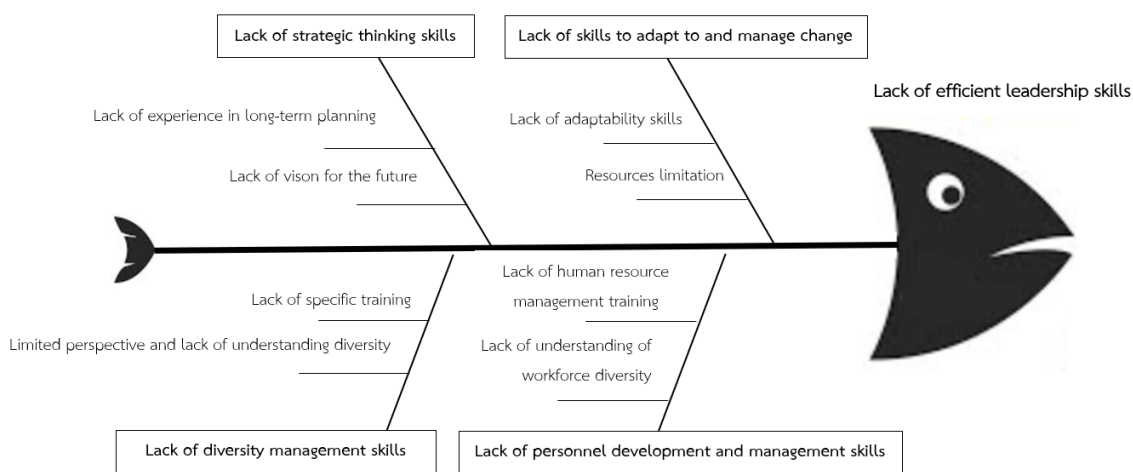 Lack of strategic thinking skills
Lack of skills to adapt to and manage change
Lack of efficient leadership skills
Lack of experience in long-term planning
Lack of adaptability skills
Lack of vison for the future
Resources limitation
Lack of specific training
Lack of human resource
management training
Limited perspective and lack of understanding diversity
Lack of understanding of
workforce diversity
Lack of diversity management skills
Lack of personnel development and management skills